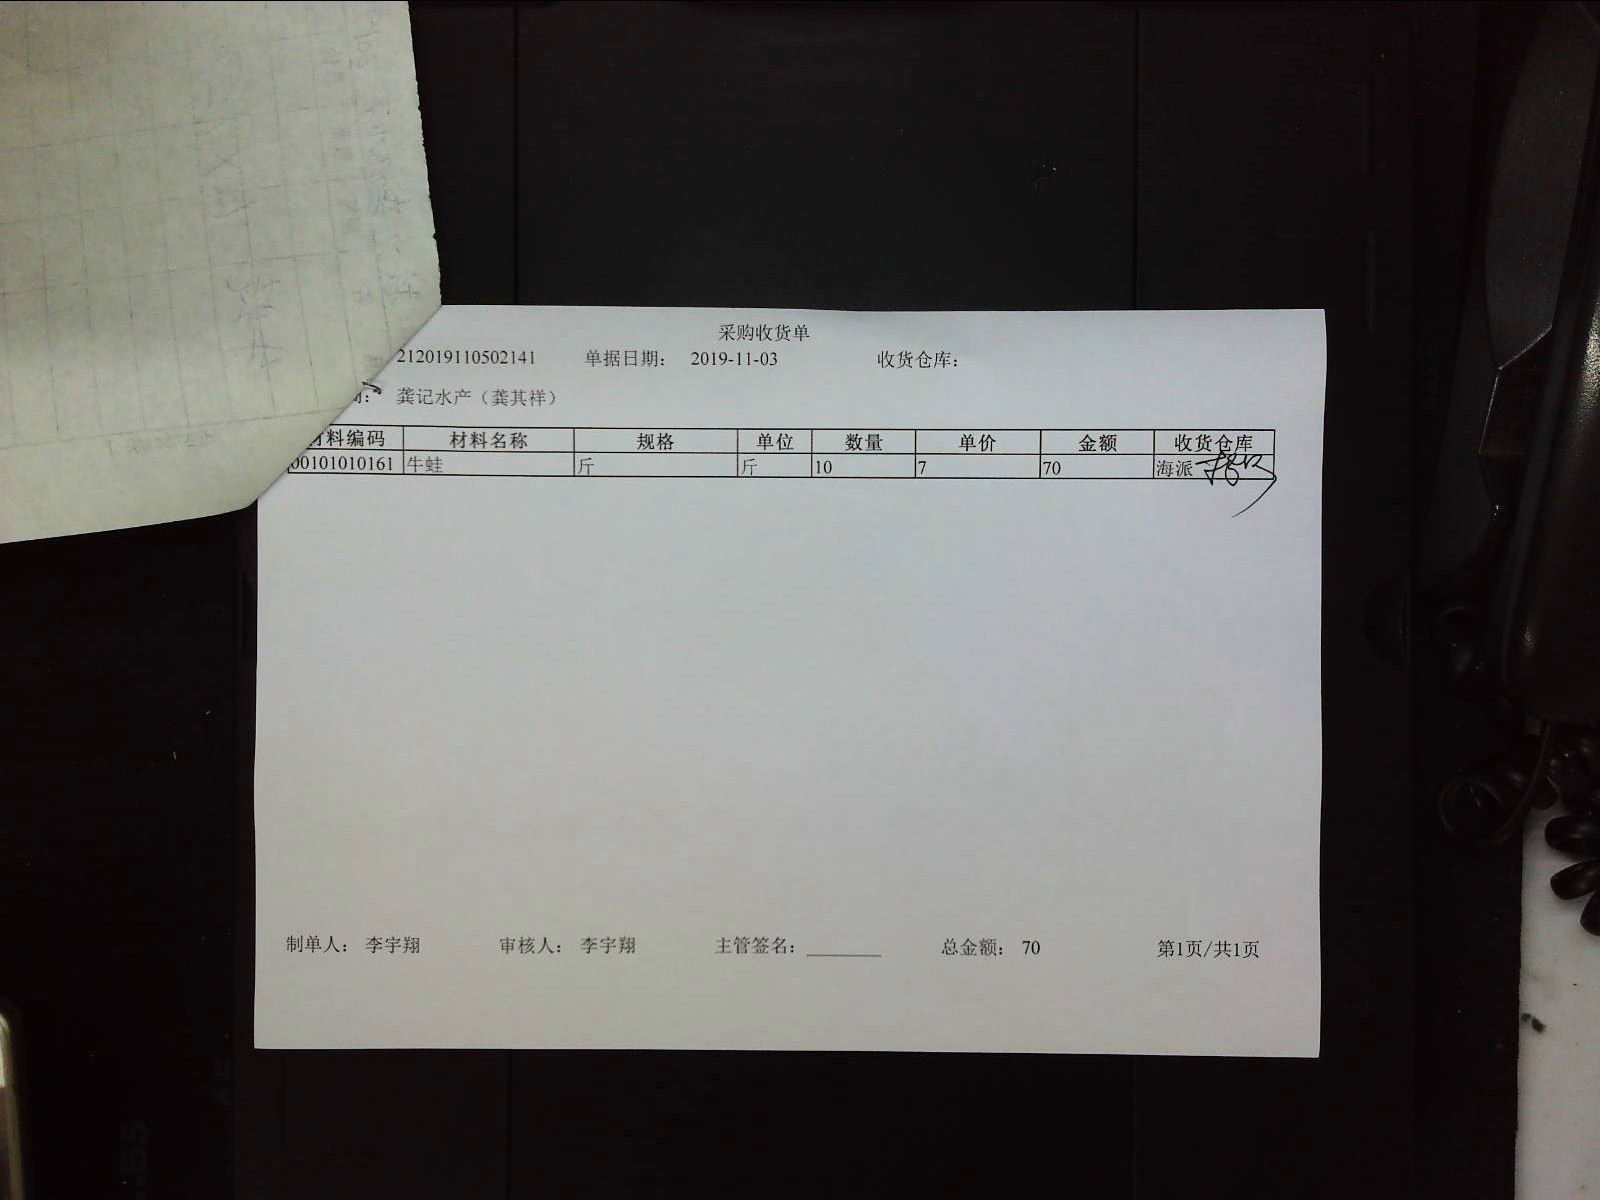 采购收货单
212019110502141 单据日期： 2019-11-03 收货仓库：
龚记水产（龚其祥）
材料编码 材料名称 规格 单位 数量 单价 金额 收货仓库
00101010161 牛蛙 斤 斤 10 7 70 海派
制单人： 李宇翔 审核人： 李宇翔 主管签名： 总金额： 70 第1页/共1页